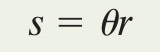 s = θr